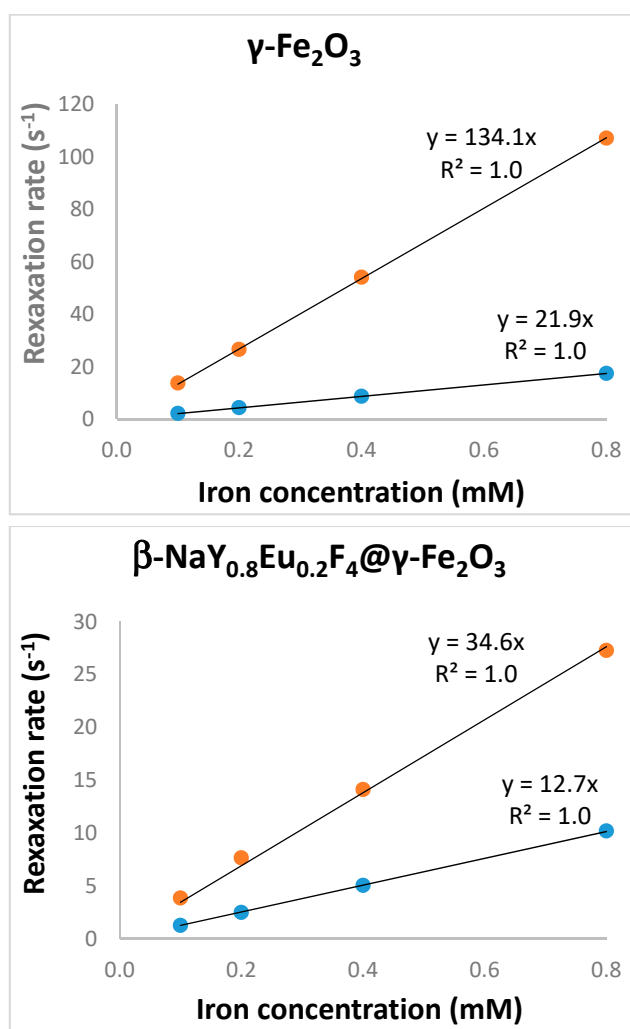 γ-Fe₂O₃
Rexaxation rate (s⁻¹)
120
100
80
60
40
20
0
y = 134.1x
R² = 1.0
y = 21.9x
R² = 1.0
0.0 0.2 0.4 0.6 0.8
Iron concentration (mM)
β-NaY₀.₈Eu₀.₂F₄@γ-Fe₂O₃
Rexaxation rate (s⁻¹)
30
25
20
15
10
5
0
y = 34.6x
R² = 1.0
y = 12.7x
R² = 1.0
0.0 0.2 0.4 0.6 0.8
Iron concentration (mM)